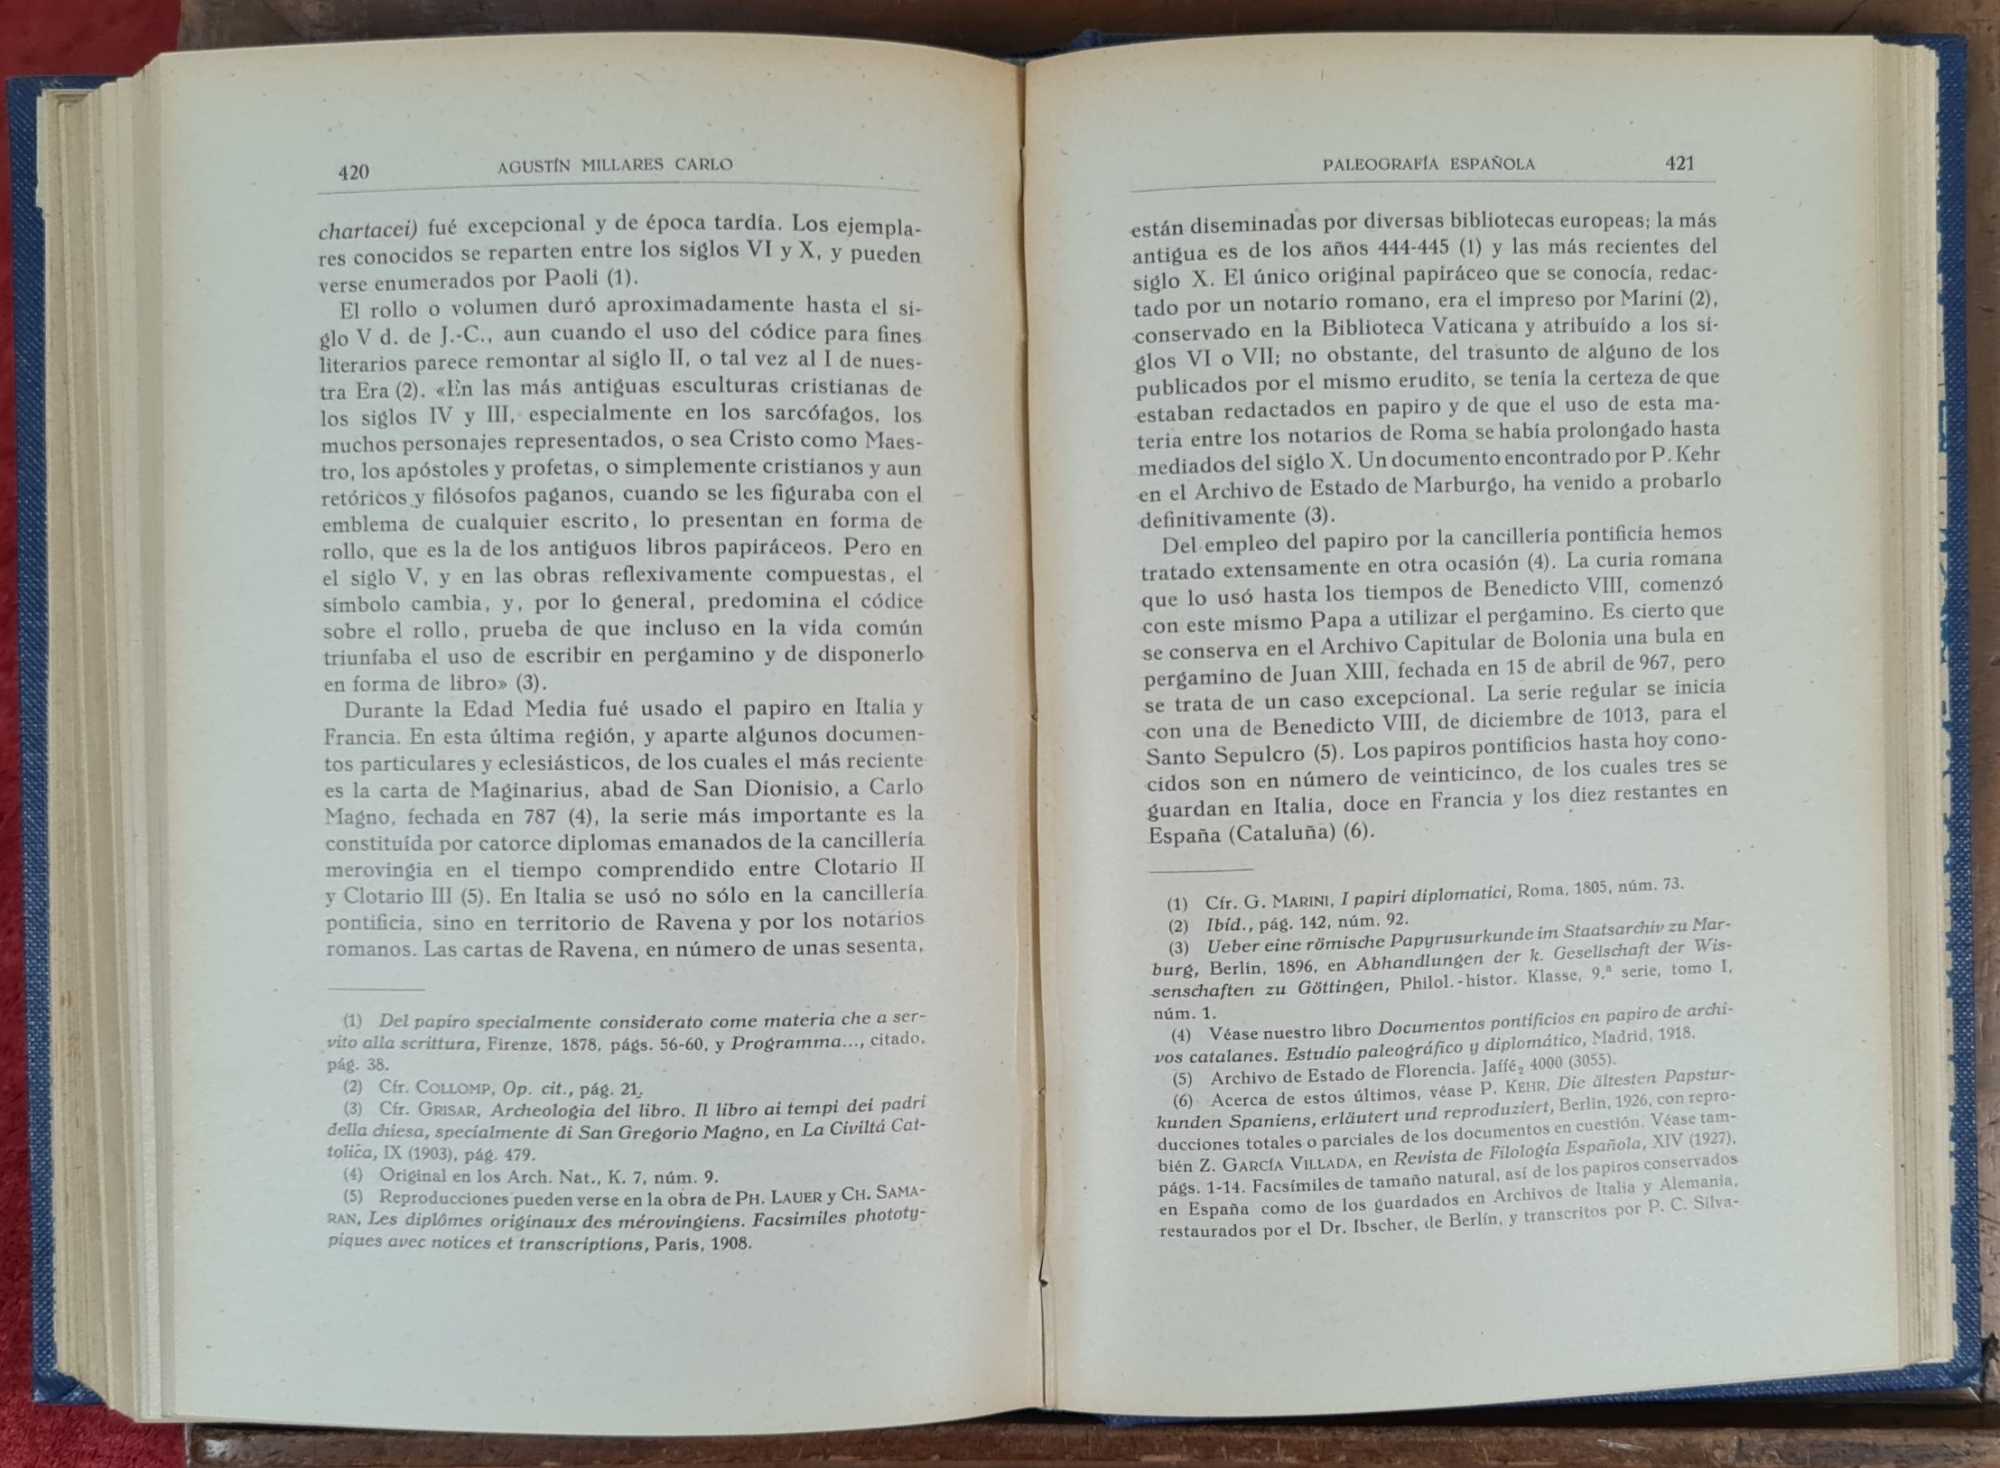 420 AGUSTÍN MILLARES CARLO
chartacei) fué excepcional y de época tardía. Los ejempla-
res conocidos se reparten entre los siglos VI y X, y pueden
verse enumerados por Paoli (1).
El rollo o volumen duró aproximadamente hasta el si-
glo V d. de J.-C., aun cuando el uso del códice para fines
literarios parece remontar al siglo II, o tal vez al I de nues-
tra Era (2). «En las más antiguas esculturas cristianas de
los siglos IV y III, especialmente en los sarcófagos, los
muchos personajes representados, o sea Cristo como Maes-
tro, los apóstoles y profetas, o simplemente cristianos y aun
retóricos y filósofos paganos, cuando se les figuraba con el
emblema de cualquier escrito, lo presentan en forma de
rollo, que es la de los antiguos libros papiráceos. Pero en
el siglo V, y en las obras reflexivamente compuestas, el
símbolo cambia, y, por lo general, predomina el códice
sobre el rollo, prueba de que incluso en la vida común
triunfaba el uso de escribir en pergamino y de disponerlo
en forma de libro» (3).
Durante la Edad Media fué usado el papiro en Italia y
Francia. En esta última región, y aparte algunos documen-
tos particulares y eclesiásticos, de los cuales el más reciente
es la carta de Maginarius, abad de San Dionisio, a Carlo
Magno, fechada en 787 (4), la serie más importante es la
constituída por catorce diplomas emanados de la cancillería
merovingia en el tiempo comprendido entre Clotario II
y Clotario III (5). En Italia se usó no sólo en la cancillería
pontificia, sino en territorio de Ravena y por los notarios
romanos. Las cartas de Ravena, en número de unas sesenta,
(1) Del papiro specialmente considerato come materia che a ser-
vito alla scrittura, Firenze, 1878, págs. 56-60, y Programma..., citado,
pág. 38.
(2) Cfr. COLLOMP, Op. cit., pág. 21.
(3) Cfr. GRISAR, Archeologia del libro. Il libro ai tempi dei padri
della chiesa, specialmente di San Gregorio Magno, en La Civiltá Cat-
tolica, IX (1903), pág. 479.
(4) Original en los Arch. Nat., K. 7, núm. 9.
(5) Reproducciones pueden verse en la obra de PH. LAUER y CH. SAMA-
RAN, Les diplômes originaux des mérovingiens. Facsimiles phototy-
piques avec notices et transcriptions, Paris, 1908.
PALEOGRAFÍA ESPAÑOLA 421
están diseminadas por diversas bibliotecas europeas; la más
antigua es de los años 444-445 (1) y las más recientes del
siglo X. El único original papiráceo que se conocía, redac-
tado por un notario romano, era el impreso por Marini (2),
conservado en la Biblioteca Vaticana y atribuído a los si-
glos VI o VII; no obstante, del trasunto de alguno de los
publicados por el mismo erudito, se tenía la certeza de que
estaban redactados en papiro y de que el uso de esta ma-
teria entre los notarios de Roma se había prolongado hasta
mediados del siglo X. Un documento encontrado por P. Kehr
en el Archivo de Estado de Marburgo, ha venido a probarlo
definitivamente (3).
Del empleo del papiro por la cancillería pontificia hemos
tratado extensamente en otra ocasión (4). La curia romana
que lo usó hasta los tiempos de Benedicto VIII, comenzó
con este mismo Papa a utilizar el pergamino. Es cierto que
se conserva en el Archivo Capitular de Bolonia una bula en
pergamino de Juan XIII, fechada en 15 de abril de 967, pero
se trata de un caso excepcional. La serie regular se inicia
con una de Benedicto VIII, de diciembre de 1013, para el
Santo Sepulcro (5). Los papiros pontificios hasta hoy cono-
cidos son en número de veinticinco, de los cuales tres se
guardan en Italia, doce en Francia y los diez restantes en
España (Cataluña) (6).
(1) Cfr. G. MARINI, I papiri diplomatici, Roma, 1805, núm. 73.
(2) Ibíd., pág. 142, núm. 92.
(3) Ueber eine römische Papyrusurkunde im Staatsarchiv zu Mar-
burg, Berlin, 1896, en Abhandlungen der k. Gesellschaft der Wis-
senschaften zu Göttingen, Philol.-histor. Klasse, 9.ª serie, tomo I,
núm. 1.
(4) Véase nuestro libro Documentos pontificios en papiro de archi-
vos catalanes. Estudio paleográfico y diplomático, Madrid, 1918.
(5) Archivo de Estado de Florencia. Jaffé₂ 4000 (3055).
(6) Acerca de estos últimos, véase P. KEHR, Die ältesten Papstur-
kunden Spaniens, erläutert und reproduziert, Berlin, 1926, con repro-
ducciones totales o parciales de los documentos en cuestión. Véase tam-
bién Z. GARCÍA VILLADA, en Revista de Filología Española, XIV (1927),
págs. 1-14. Facsímiles de tamaño natural, así de los papiros conservados
en España como de los guardados en Archivos de Italia y Alemania,
restaurados por el Dr. Ibscher, de Berlín, y transcritos por P. C. Silva-